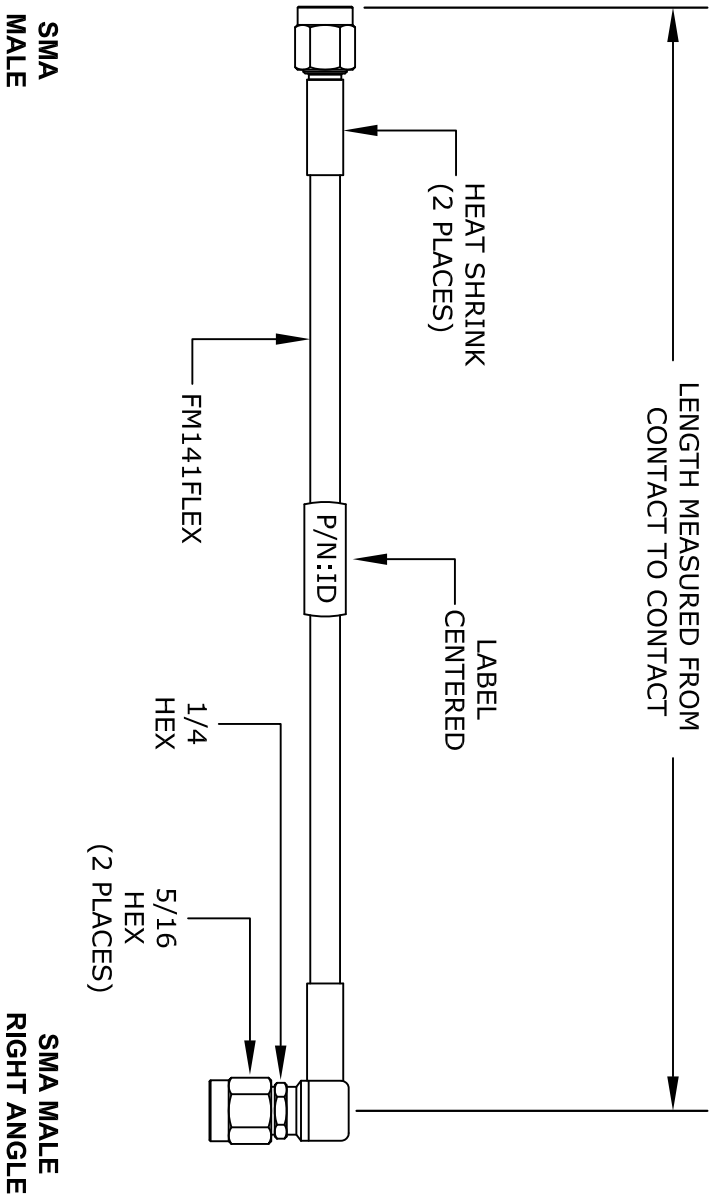 LENGTH MEASURED FROM
CONTACT TO CONTACT
HEAT SHRINK
(2 PLACES)
LABEL
CENTERED
P/N:ID
FM141FLEX
1/4
HEX
5/16
HEX
(2 PLACES)
SMA
MALE
SMA MALE
RIGHT ANGLE